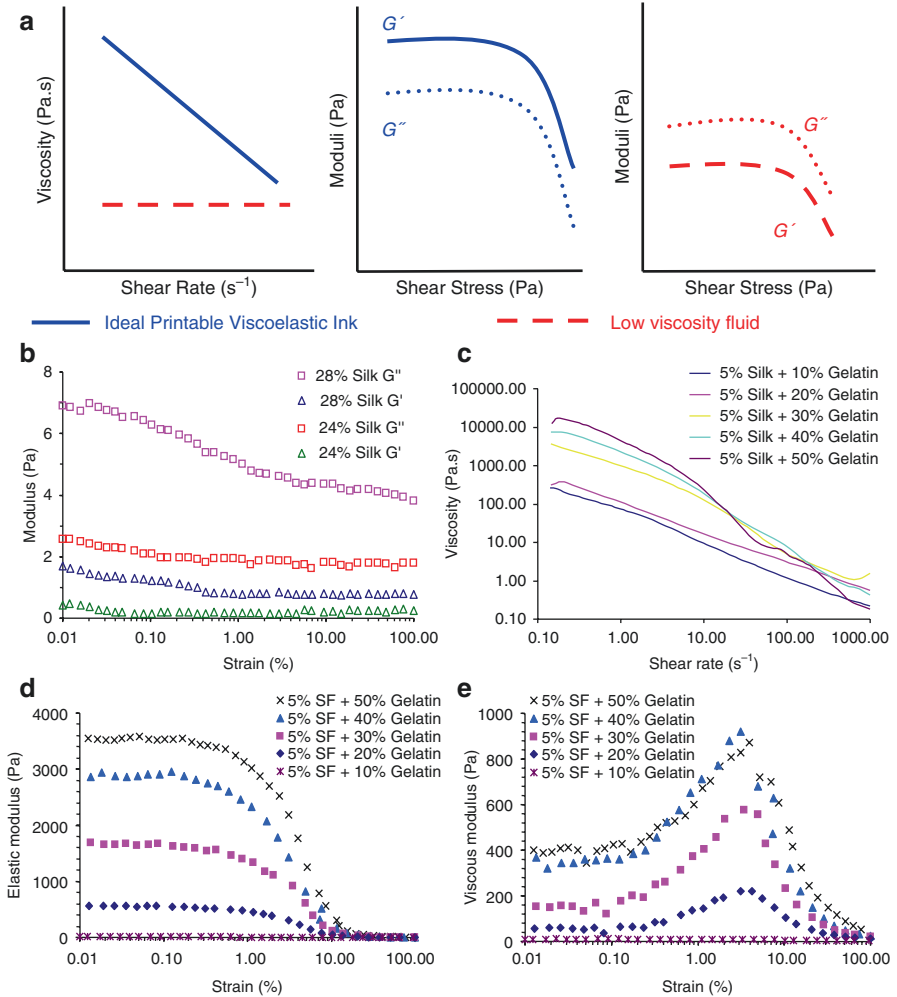 a
Viscosity (Pa.s)
Shear Rate (s⁻¹)
Moduli (Pa)
G´
G˝
Shear Stress (Pa)
Moduli (Pa)
G˝
G´
Shear Stress (Pa)
Ideal Printable Viscoelastic Ink
Low viscosity fluid
b
8
6
4
2
0
Modulus (Pa)
28% Silk G"
28% Silk G'
24% Silk G"
24% Silk G'
0.01 0.10 1.00 10.00 100.00
Strain (%)
c
5% Silk + 10% Gelatin
5% Silk + 20% Gelatin
5% Silk + 30% Gelatin
5% Silk + 40% Gelatin
5% Silk + 50% Gelatin
100000.00
10000.00
1000.00
100.00
10.00
1.00
0.10
Viscosity (Pa.s)
0.10 1.00 10.00 100.00 1000.00
Shear rate (s⁻¹)
d
5% SF + 50% Gelatin
5% SF + 40% Gelatin
5% SF + 30% Gelatin
5% SF + 20% Gelatin
5% SF + 10% Gelatin
4000
3000
2000
1000
0
Elastic modulus (Pa)
0.01 0.10 1.00 10.00 100.00
Strain (%)
e
5% SF + 50% Gelatin
5% SF + 40% Gelatin
5% SF + 30% Gelatin
5% SF + 20% Gelatin
5% SF + 10% Gelatin
1000
800
600
400
200
0
Viscous modulus (Pa)
0.01 0.10 1.00 10.00 100.00
Strain (%)